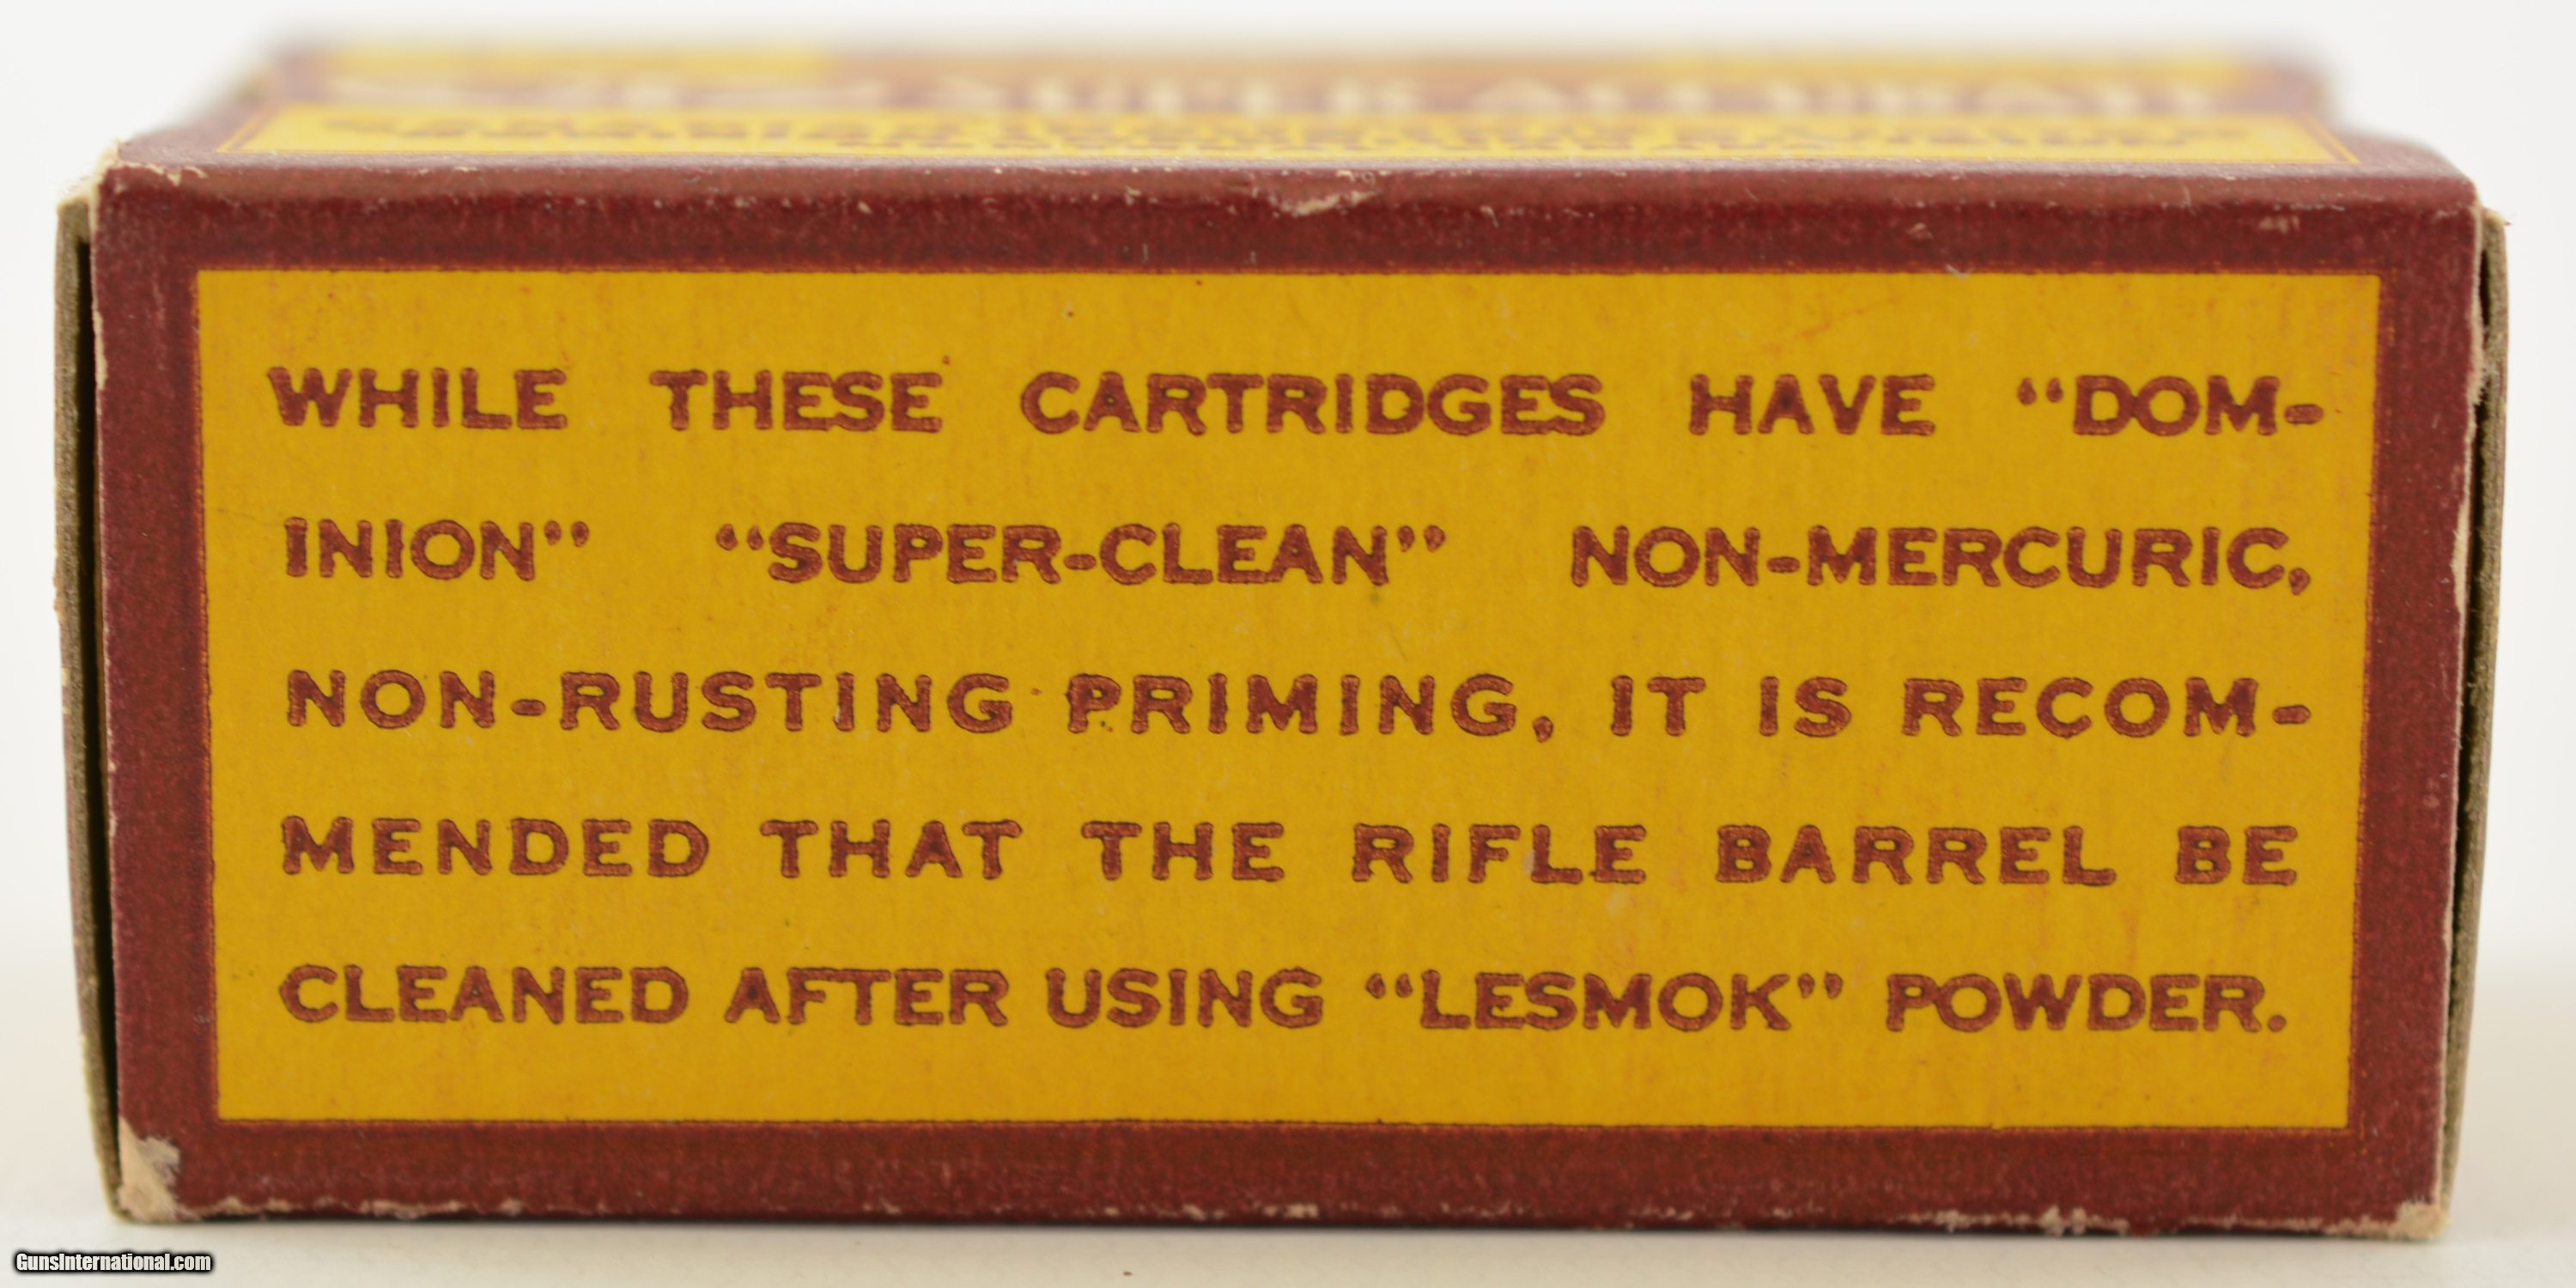 WHILE THESE CARTRIDGES HAVE “DOM-
INION” “SUPER-CLEAN” NON-MERCURIC,
NON-RUSTING PRIMING, IT IS RECOM-
MENDED THAT THE RIFLE BARREL BE
CLEANED AFTER USING “LESMOK” POWDER.
GunsInternational.com